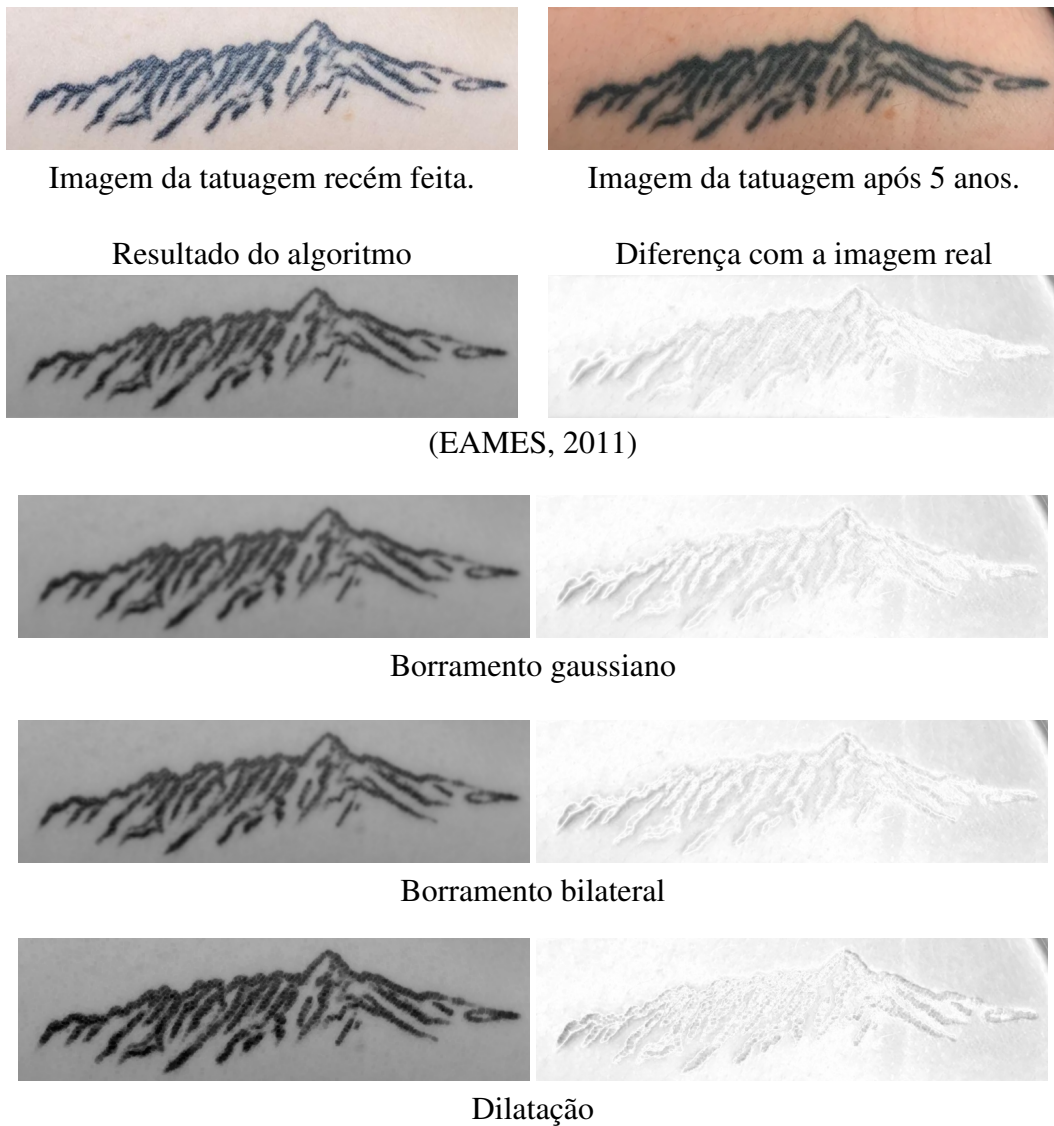 Imagem da tatuagem recém feita.
Imagem da tatuagem após 5 anos.
Resultado do algoritmo
Diferença com a imagem real
(EAMES, 2011)
Borramento gaussiano
Borramento bilateral
Dilatação